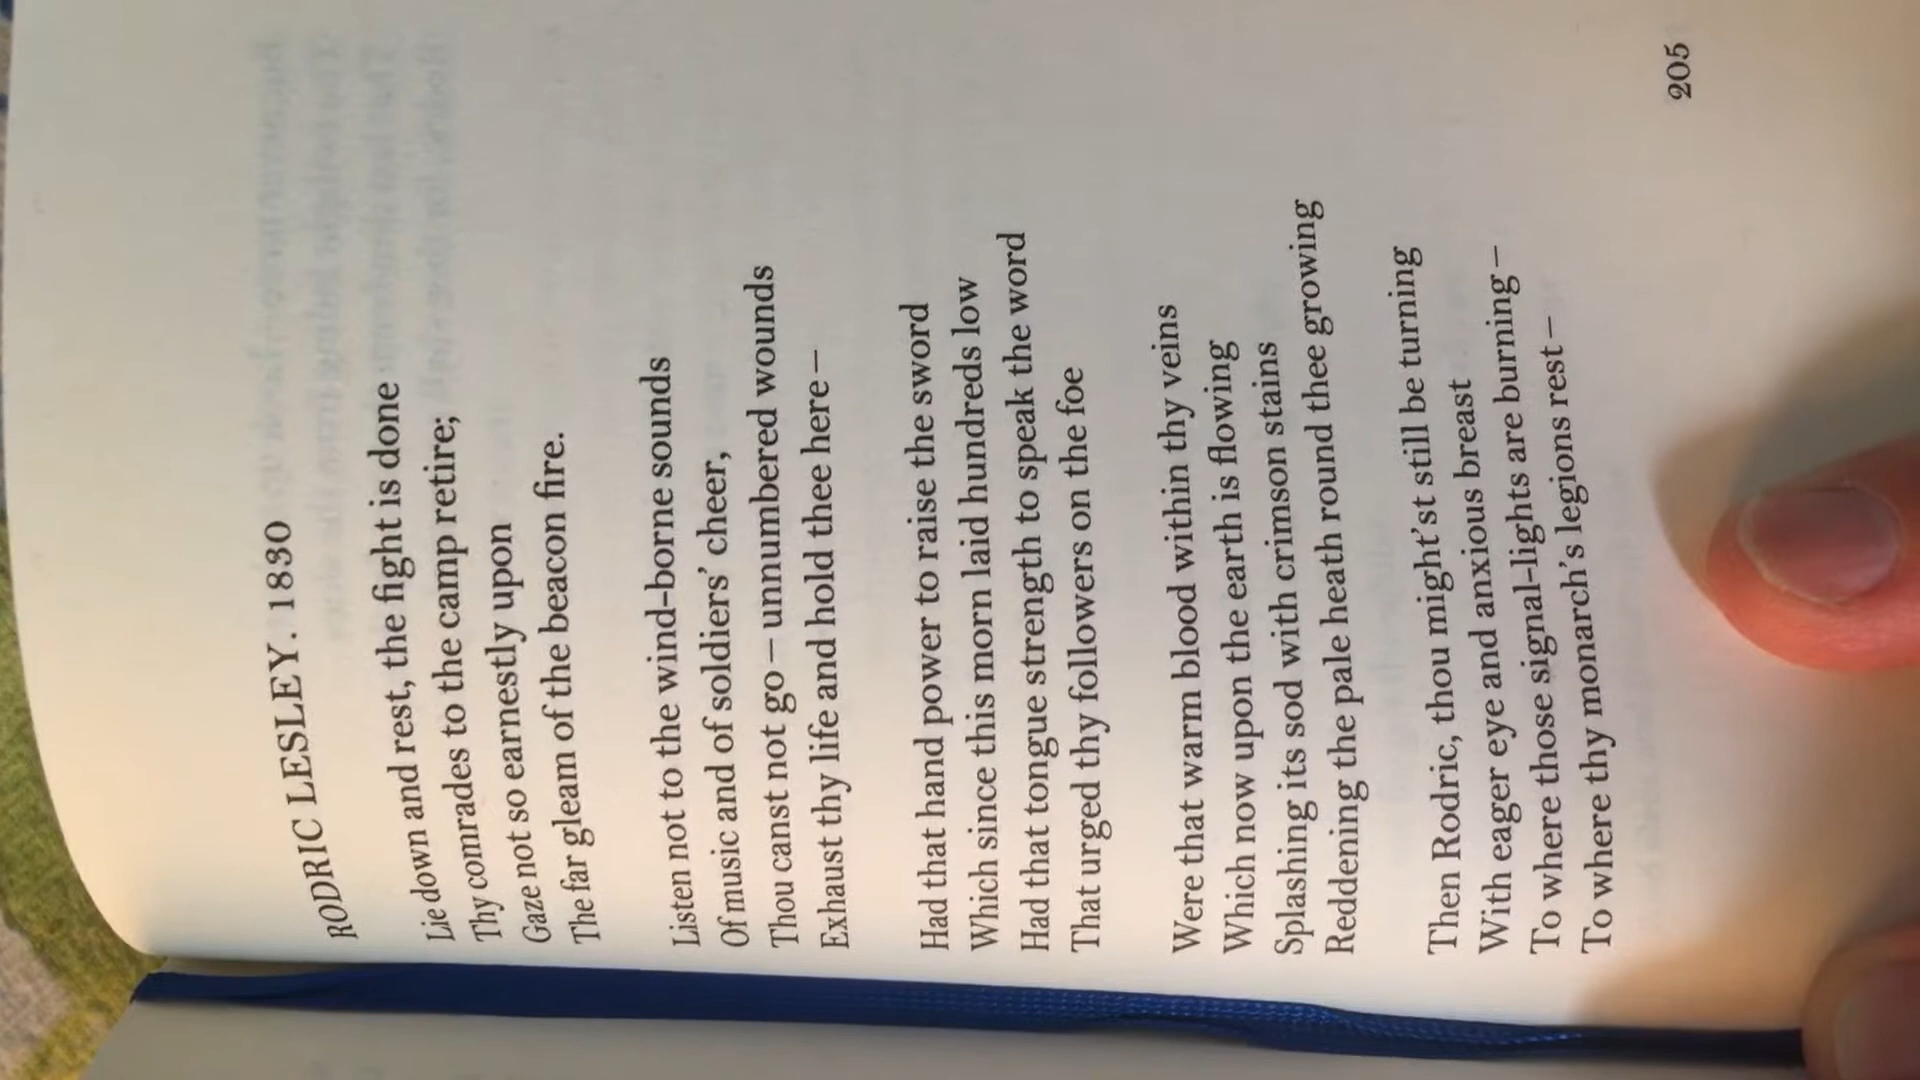 RODRIC LESLEY. 1830
Lie down and rest, the fight is done
Thy comrades to the camp retire;
Gaze not so earnestly upon
The far gleam of the beacon fire.
Listen not to the wind-borne sounds
Of music and of soldiers' cheer,
Thou canst not go – unnumbered wounds
Exhaust thy life and hold thee here –
Had that hand power to raise the sword
Which since this morn laid hundreds low
Had that tongue strength to speak the word
That urged thy followers on the foe
Were that warm blood within thy veins
Which now upon the earth is flowing
Splashing its sod with crimson stains
Reddening the pale heath round thee growing
Then Rodric, thou might'st still be turning
With eager eye and anxious breast
To where those signal-lights are burning –
To where thy monarch's legions rest –
205